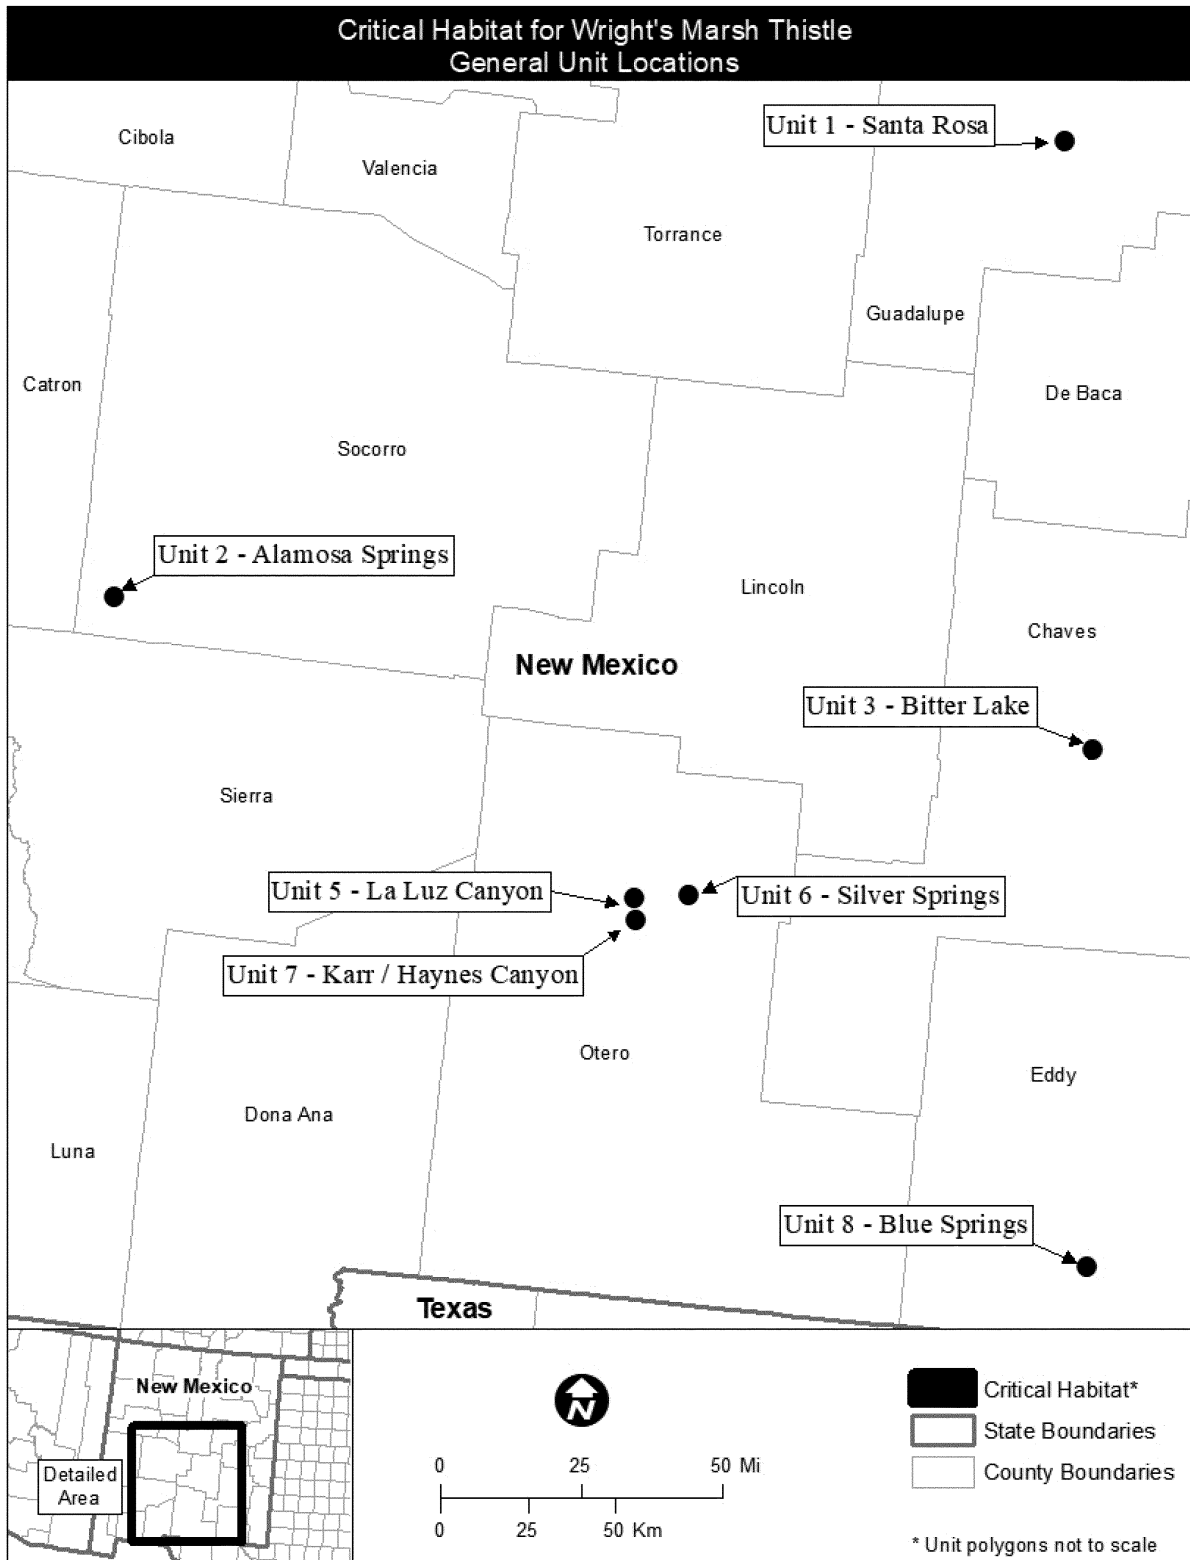 Critical Habitat for Wright's Marsh Thistle
General Unit Locations
Unit 1 - Santa Rosa
Cibola
Valencia
Torrance
Guadalupe
Catron
De Baca
Socorro
Unit 2 - Alamosa Springs
Lincoln
Chaves
New Mexico
Unit 3 - Bitter Lake
Sierra
Unit 5 - La Luz Canyon
Unit 6 - Silver Springs
Unit 7 - Karr / Haynes Canyon
Otero
Eddy
Dona Ana
Luna
Unit 8 - Blue Springs
Texas
New Mexico
Detailed
Area
N
0 25 50 Mi
0 25 50 Km
Critical Habitat*
State Boundaries
County Boundaries
* Unit polygons not to scale